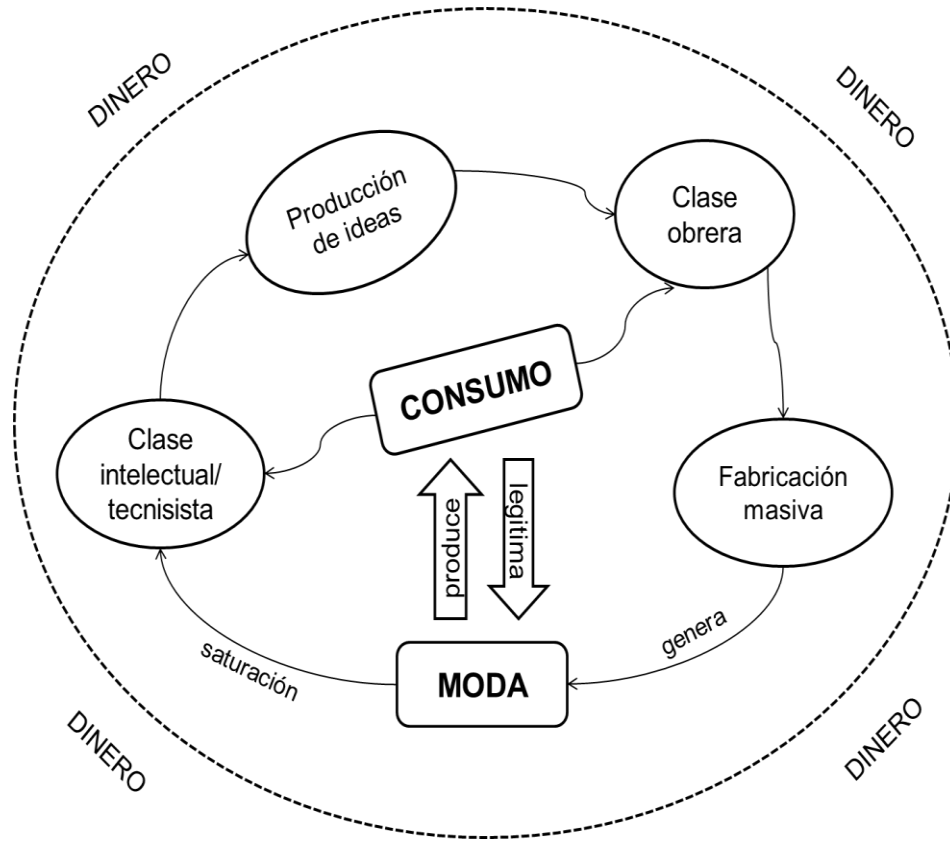 DINERO
DINERO
Producción
de ideas
Clase
obrera
CONSUMO
Clase
intelectual/
tecnisista
Fabricación
masiva
produce
legitima
genera
saturación
MODA
DINERO
DINERO